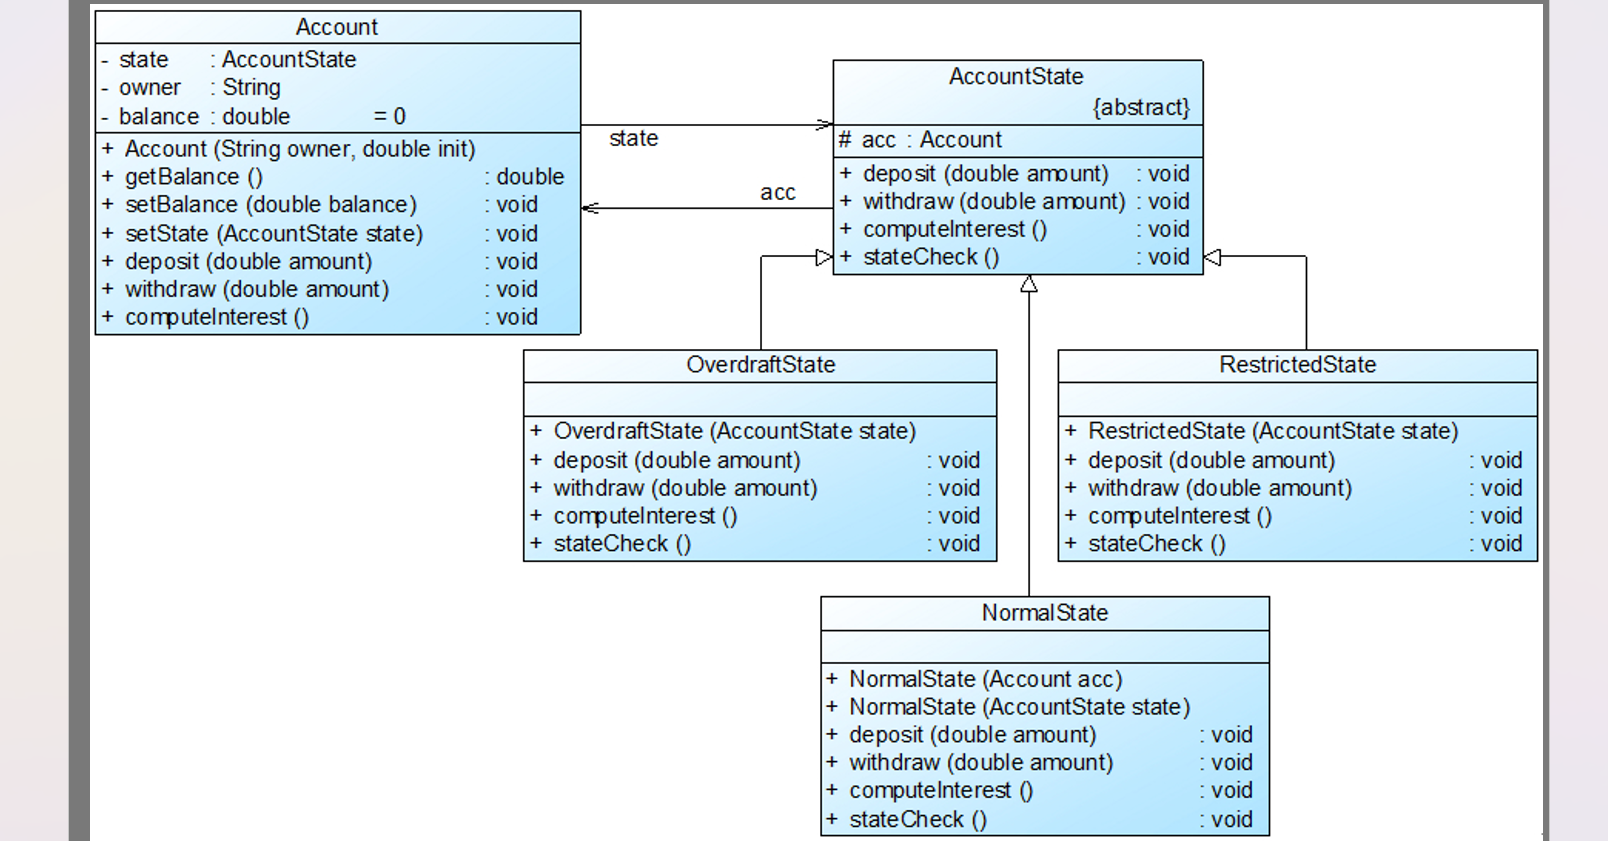 Account
- state : AccountState
- owner : String
- balance : double = 0
+ Account (String owner, double init)
+ getBalance () : double
+ setBalance (double balance) : void
+ setState (AccountState state) : void
+ deposit (double amount) : void
+ withdraw (double amount) : void
+ computeInterest () : void
state
acc
AccountState
{abstract}
# acc : Account
+ deposit (double amount) : void
+ withdraw (double amount) : void
+ computeInterest () : void
+ stateCheck () : void
OverdraftState
+ OverdraftState (AccountState state)
+ deposit (double amount) : void
+ withdraw (double amount) : void
+ computeInterest () : void
+ stateCheck () : void
RestrictedState
+ RestrictedState (AccountState state)
+ deposit (double amount) : void
+ withdraw (double amount) : void
+ computeInterest () : void
+ stateCheck () : void
NormalState
+ NormalState (Account acc)
+ NormalState (AccountState state)
+ deposit (double amount) : void
+ withdraw (double amount) : void
+ computeInterest () : void
+ stateCheck () : void